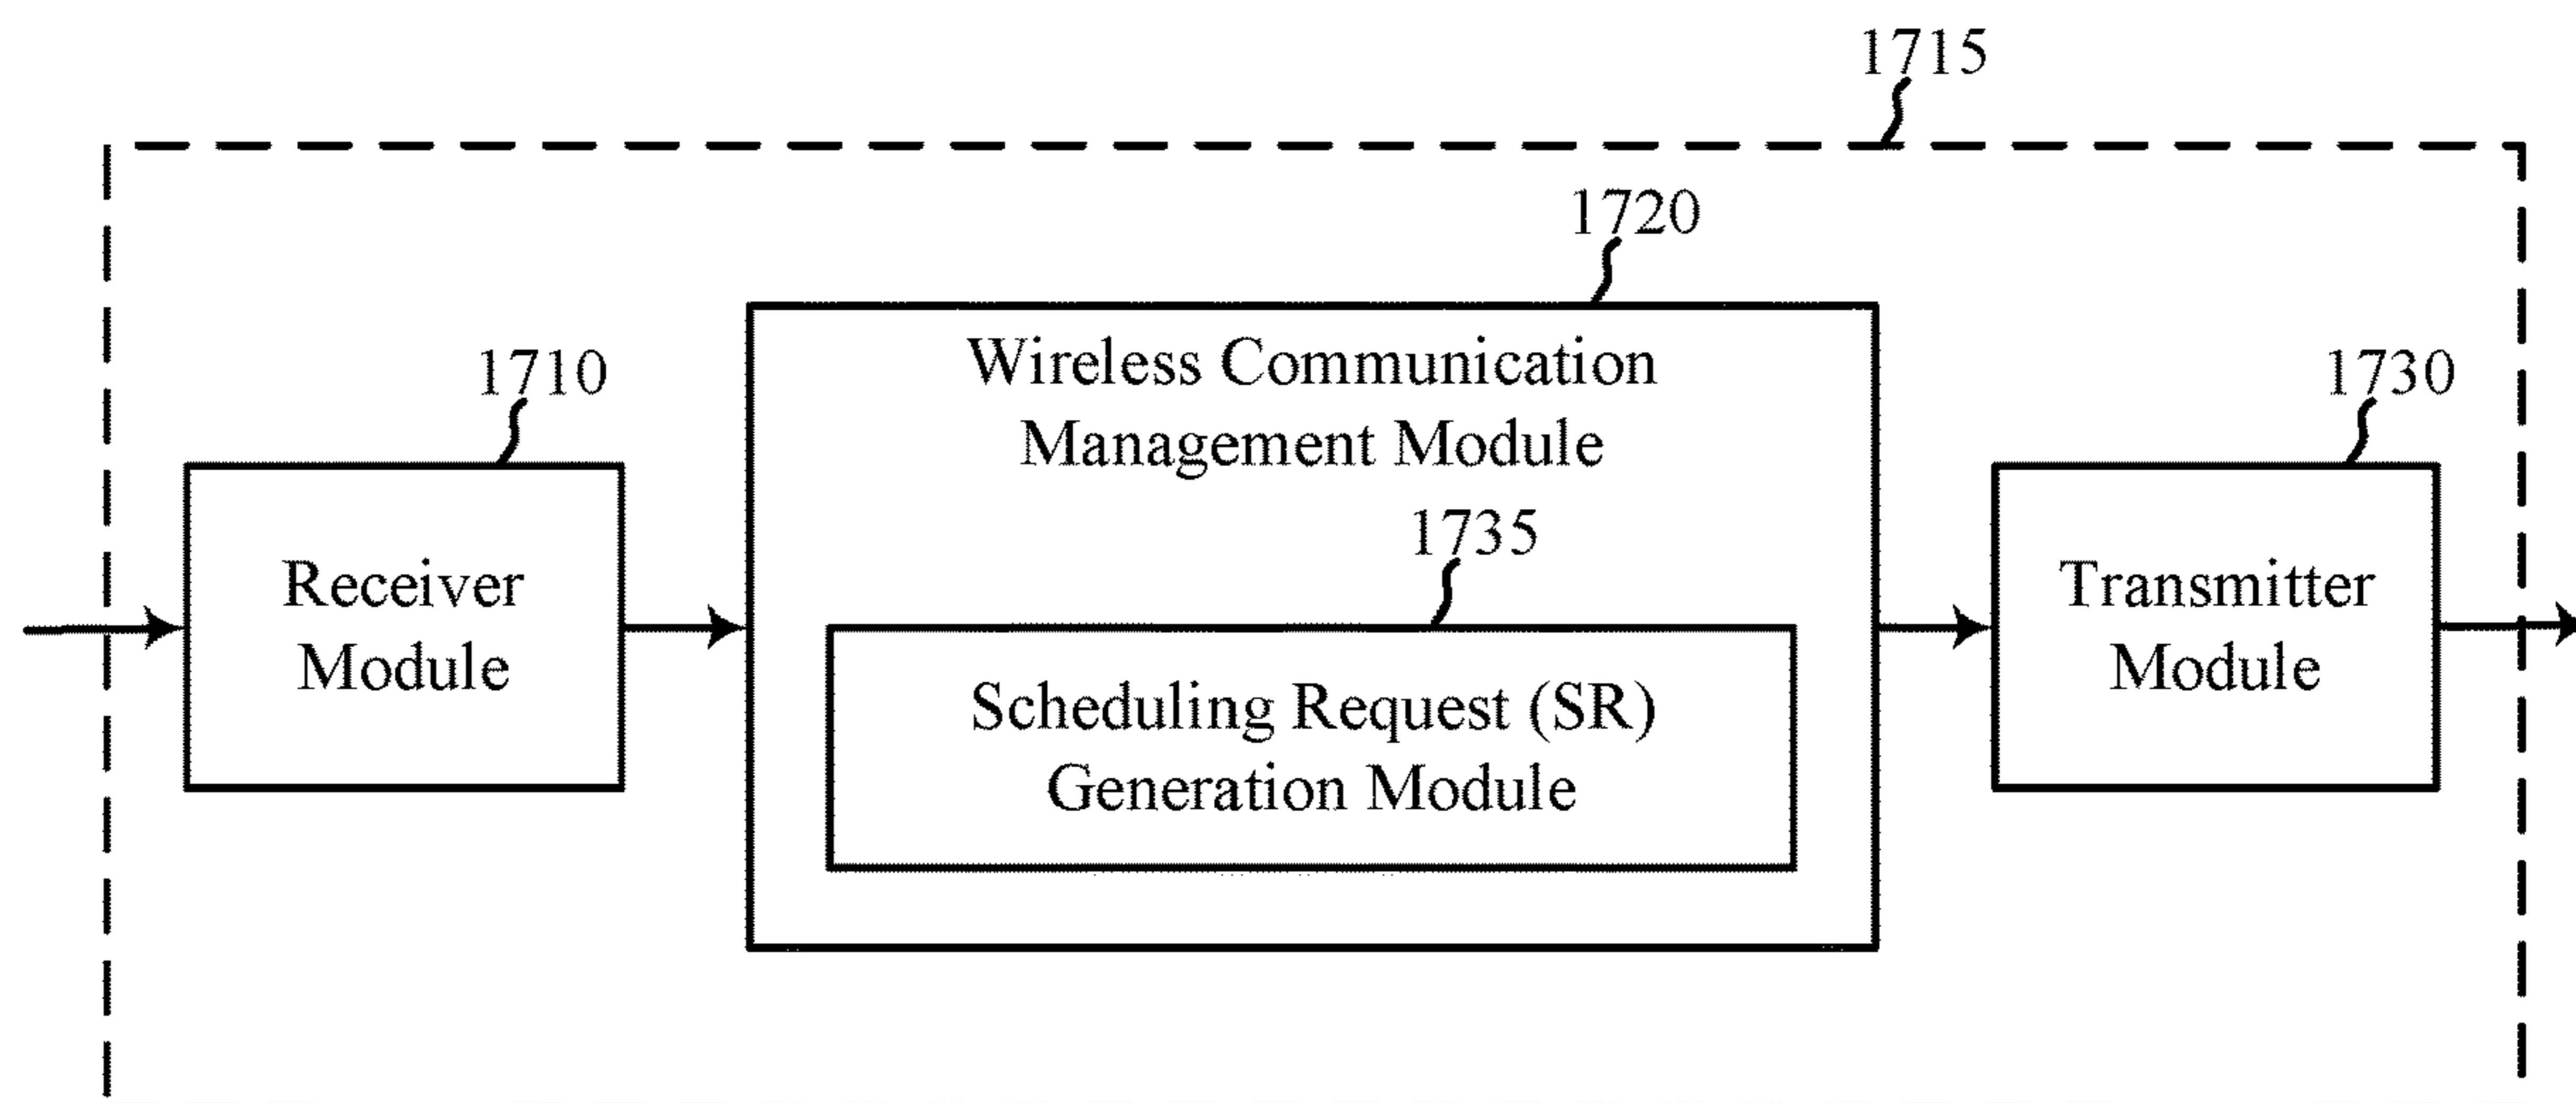 1715
1720
Wireless Communication
Management Module
1710
1730
Receiver
Module
1735
Scheduling Request (SR)
Generation Module
Transmitter
Module